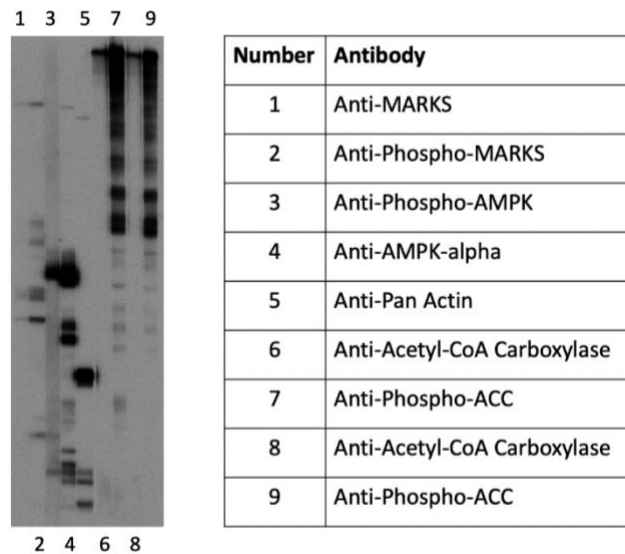 1 3 5 7 9
Number Antibody
1 Anti-MARKS
2 Anti-Phospho-MARKS
3 Anti-Phospho-AMPK
4 Anti-AMPK-alpha
5 Anti-Pan Actin
6 Anti-Acetyl-CoA Carboxylase
7 Anti-Phospho-ACC
8 Anti-Acetyl-CoA Carboxylase
9 Anti-Phospho-ACC
2 4 6 8